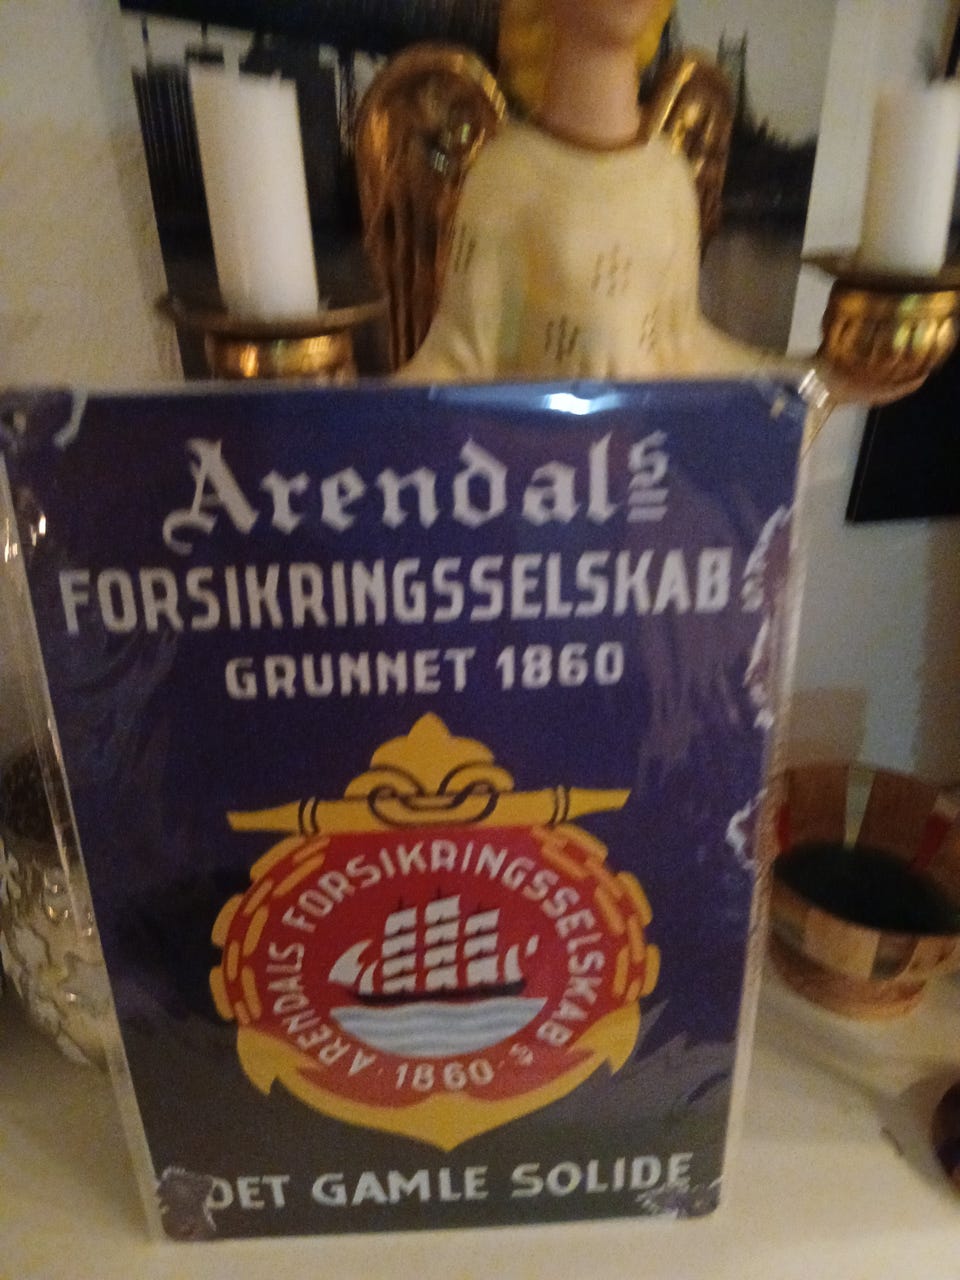 Arendals
FORSIKRINGSSELSKAB
GRUNNET 1860
ARENDALS FORSIKRINGSSELSKAB
1860
DET GAMLE SOLIDE